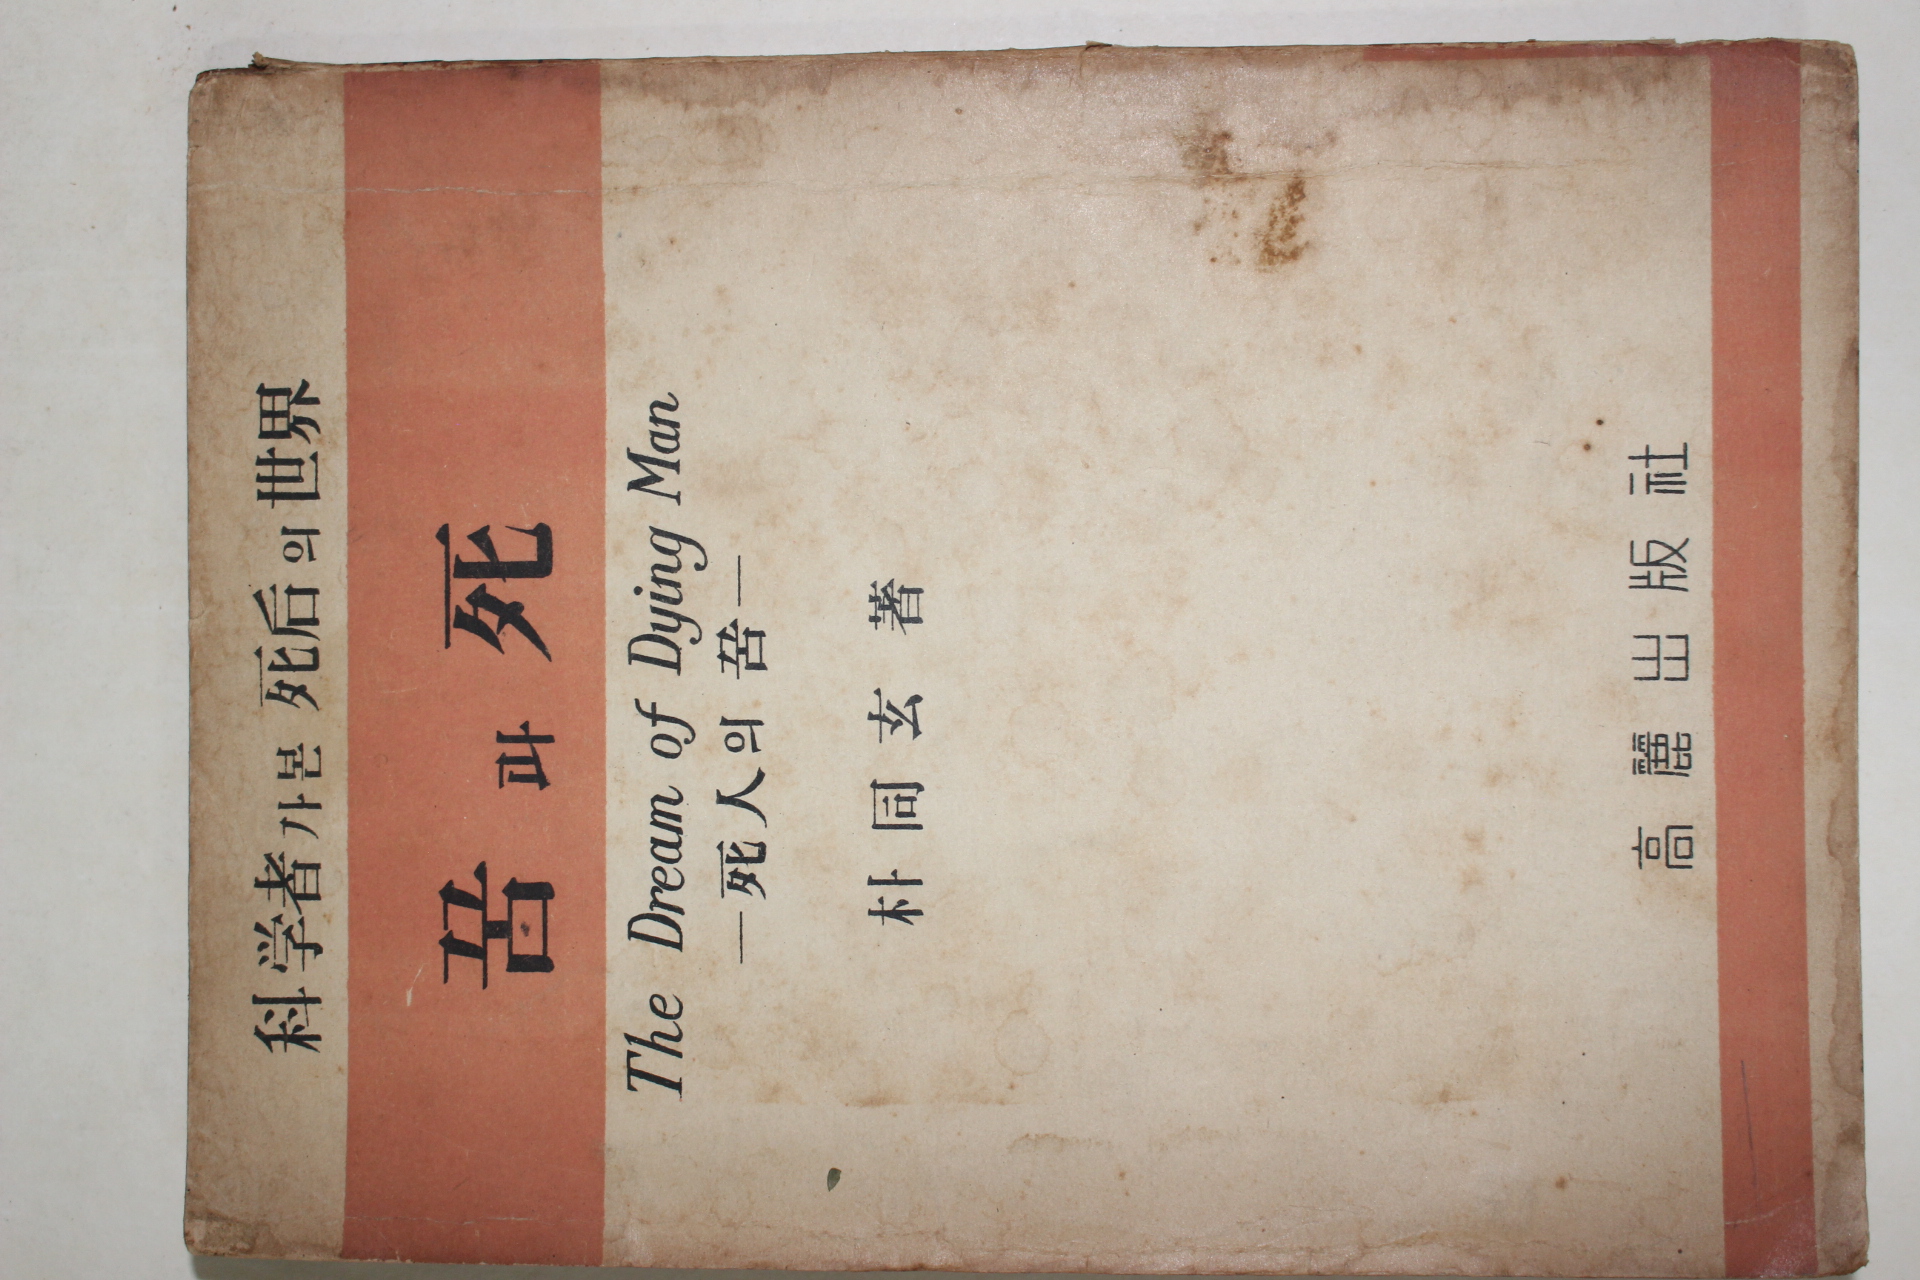 科学者가본 死后의世界
꿈과死
The Dream of Dying Man
—死人의꿈—
朴同玄著
高麗出版社